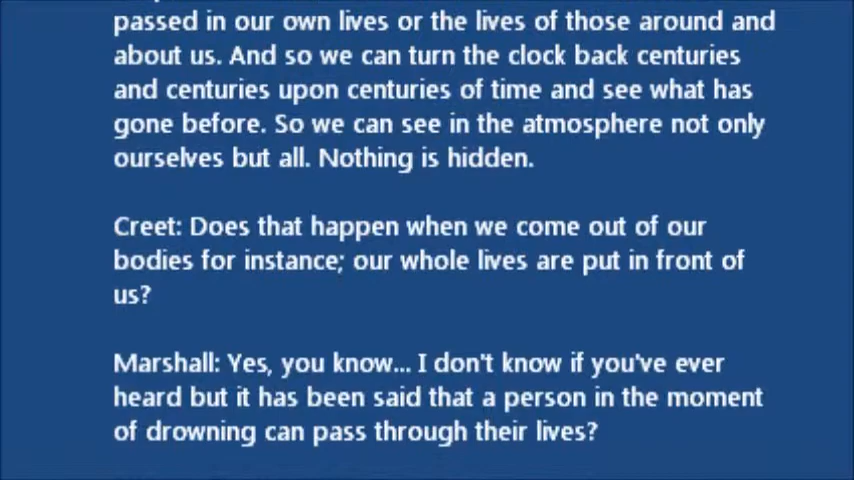 passed in our own lives or the lives of those around and
about us. And so we can turn the clock back centuries
and centuries upon centuries of time and see what has
gone before. So we can see in the atmosphere not only
ourselves but all. Nothing is hidden.
Creet: Does that happen when we come out of our
bodies for instance; our whole lives are put in front of
us?
Marshall: Yes, you know... I don't know if you've ever
heard but it has been said that a person in the moment
of drowning can pass through their lives?